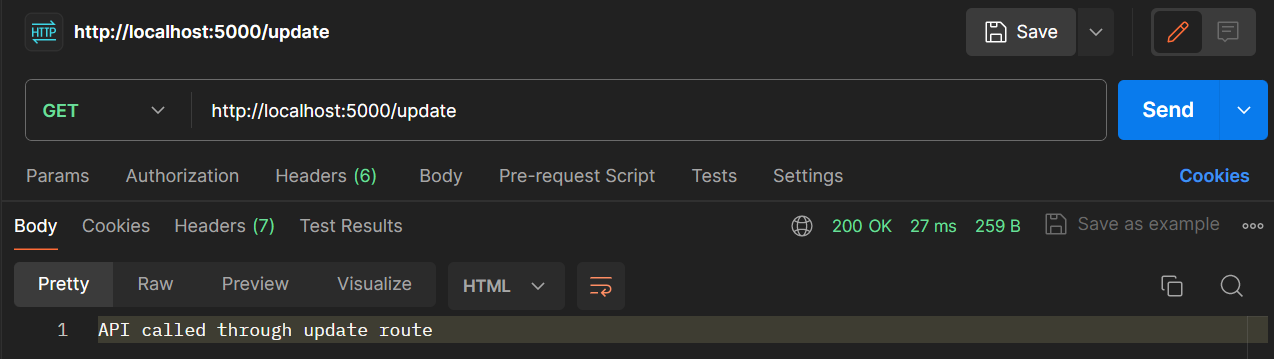 HTTP http://localhost:5000/update Save
GET http://localhost:5000/update Send
Params Authorization Headers (6) Body Pre-request Script Tests Settings Cookies
Body Cookies Headers (7) Test Results 200 OK 27 ms 259 B Save as example
Pretty Raw Preview Visualize HTML
1 API called through update route